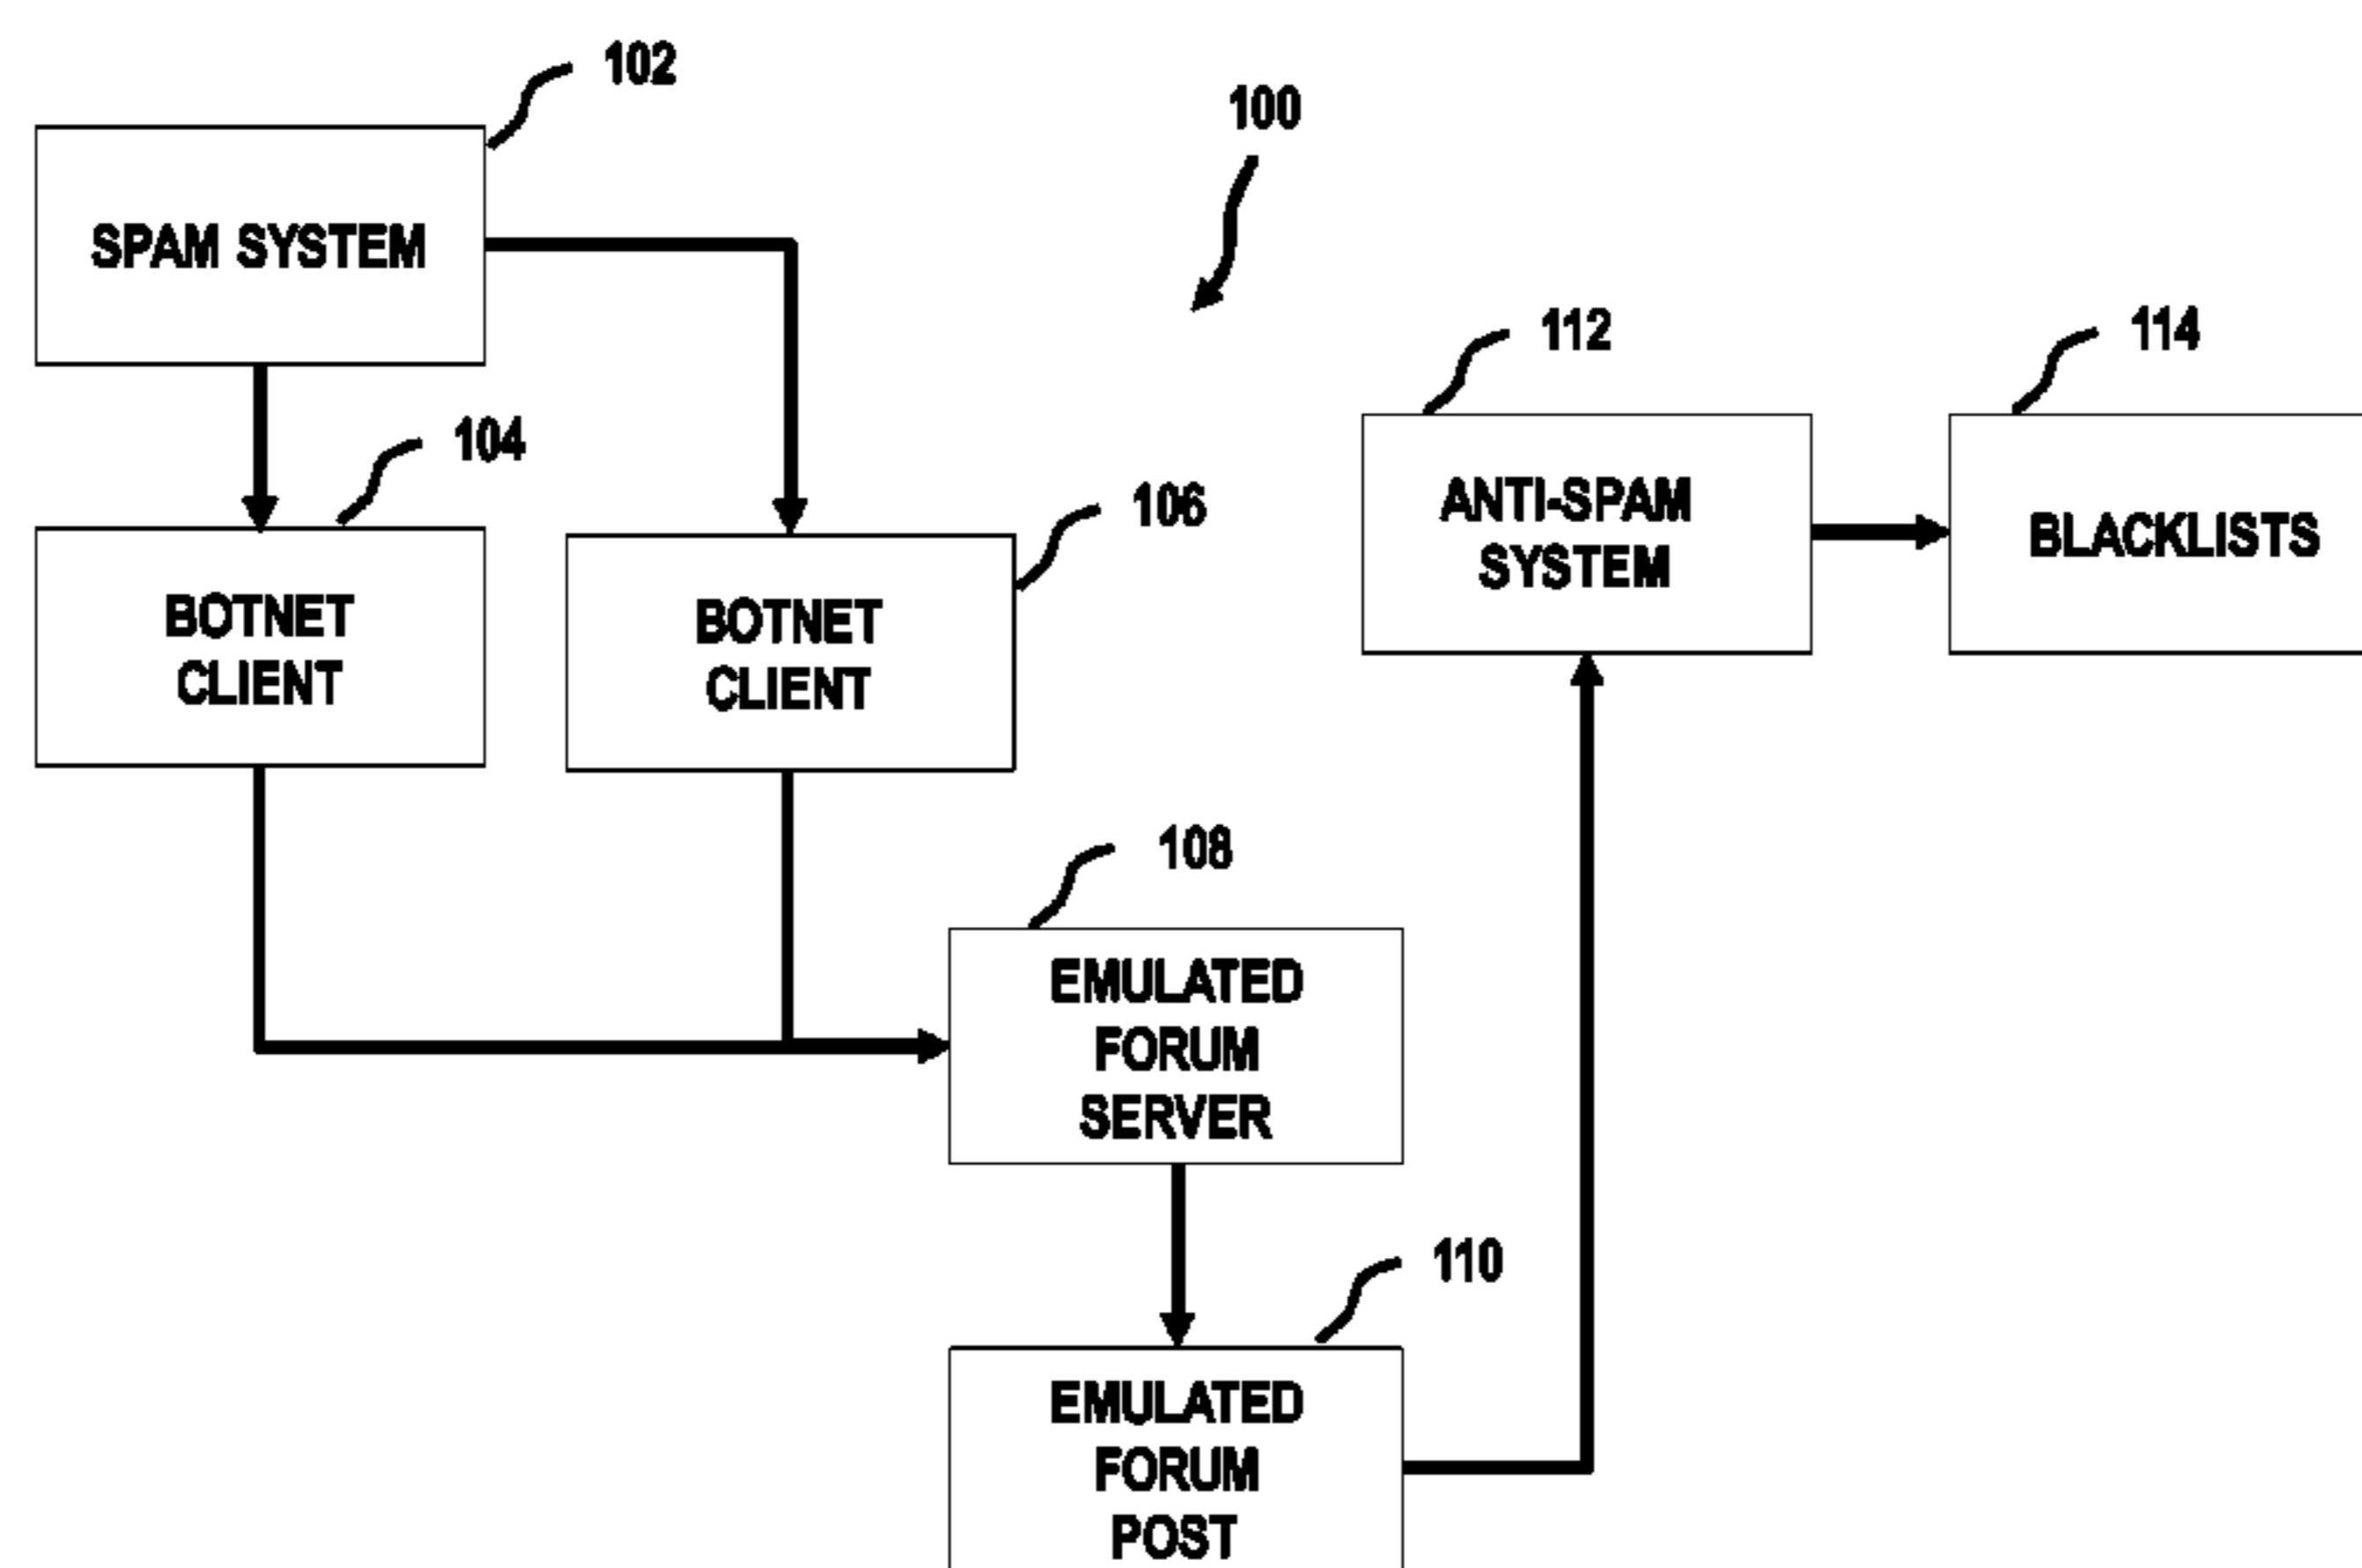 102
100
SPAM SYSTEM
112
114
104
106
ANTI-SPAM
SYSTEM
BLACKLISTS
BOTNET
CLIENT
BOTNET
CLIENT
108
EMULATED
FORUM
SERVER
110
EMULATED
FORUM
POST